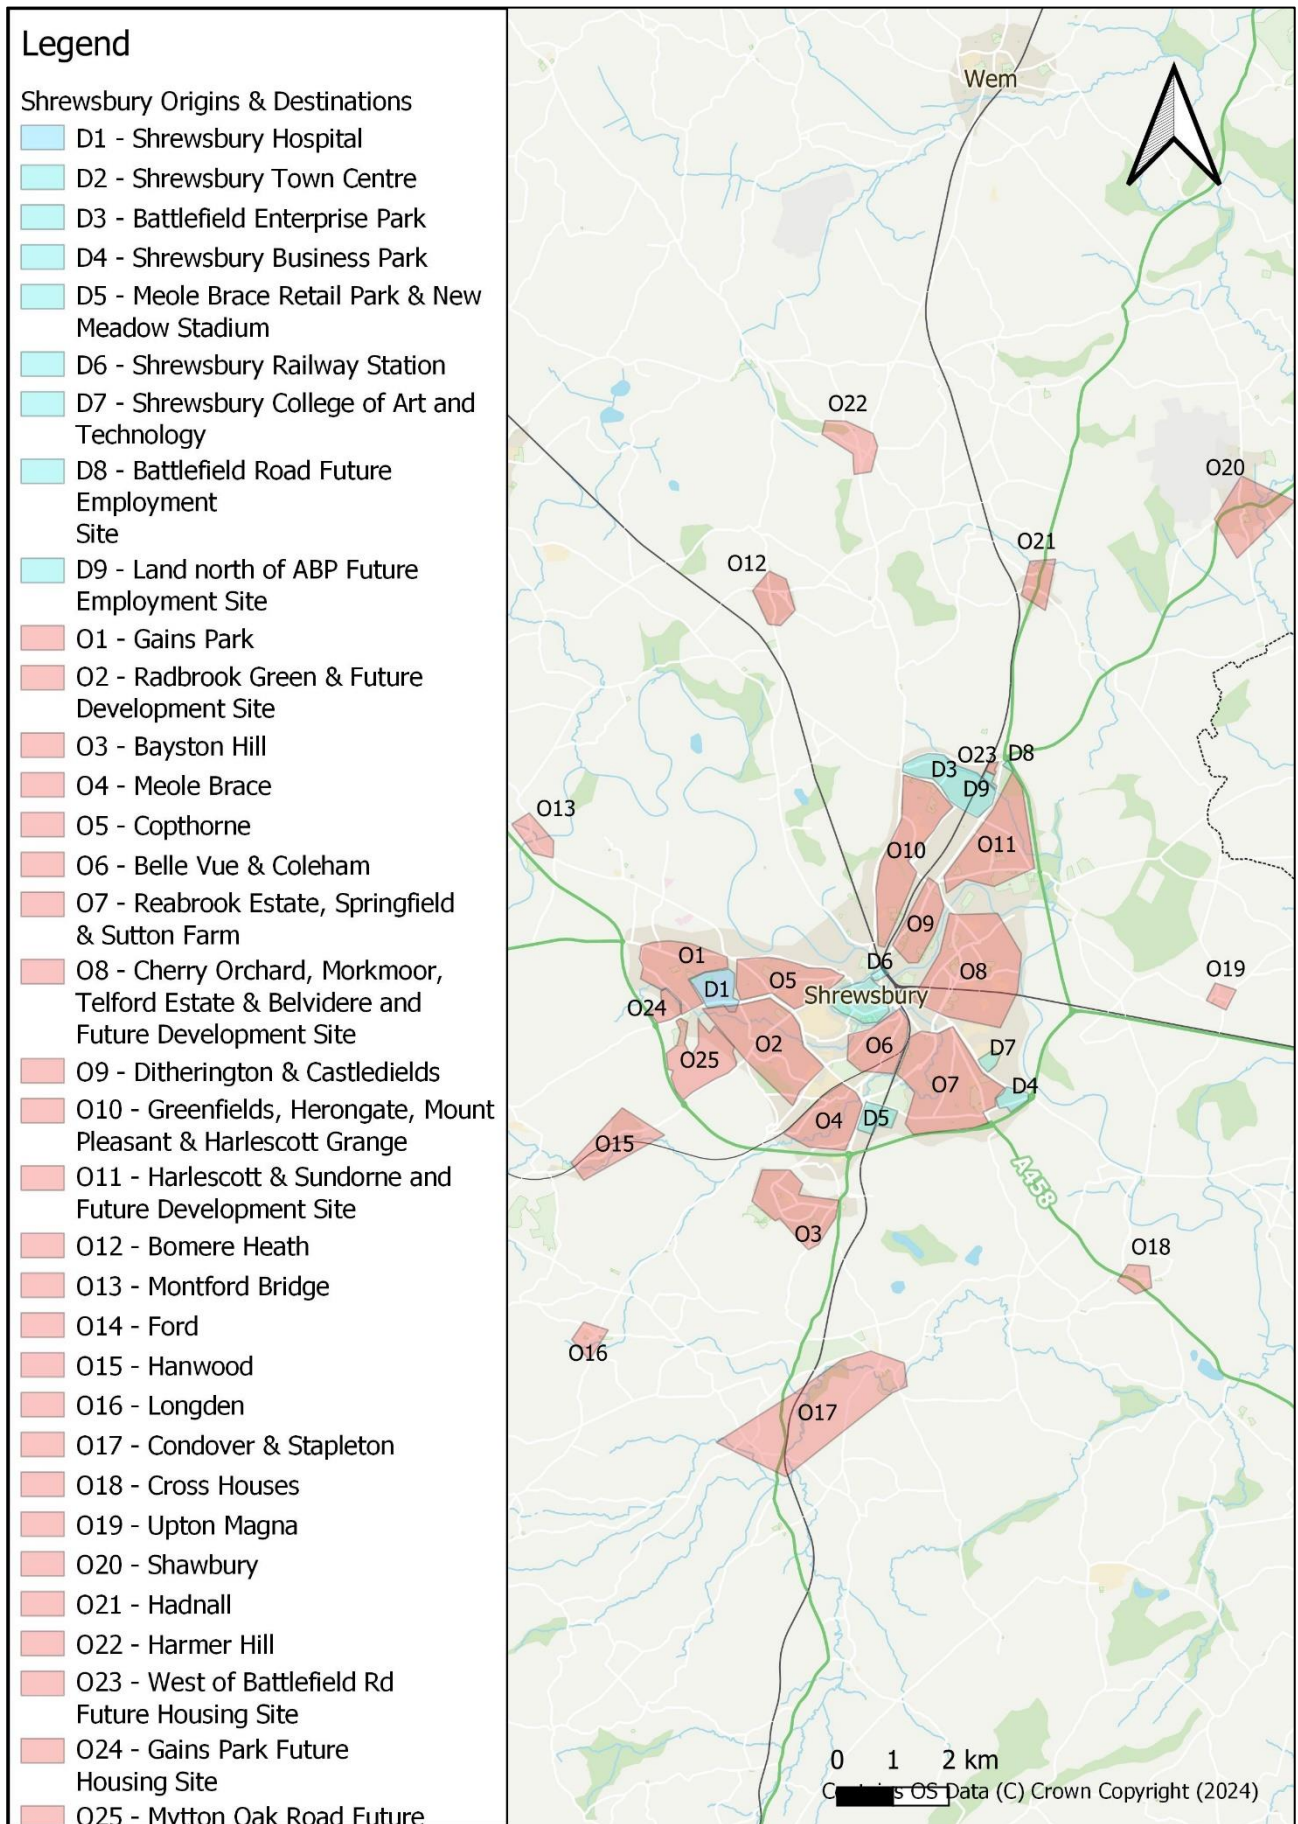 Legend
Shrewsbury Origins & Destinations
D1 - Shrewsbury Hospital
D2 - Shrewsbury Town Centre
D3 - Battlefield Enterprise Park
D4 - Shrewsbury Business Park
D5 - Meole Brace Retail Park & New
Meadow Stadium
D6 - Shrewsbury Railway Station
D7 - Shrewsbury College of Art and
Technology
D8 - Battlefield Road Future
Employment
Site
D9 - Land north of ABP Future
Employment Site
O1 - Gains Park
O2 - Radbrook Green & Future
Development Site
O3 - Bayston Hill
O4 - Meole Brace
O5 - Copthorne
O6 - Belle Vue & Coleham
O7 - Reabrook Estate, Springfield
& Sutton Farm
O8 - Cherry Orchard, Morkmoor,
Telford Estate & Belvidere and
Future Development Site
O9 - Ditherington & Castledields
O10 - Greenfields, Herongate, Mount
Pleasant & Harlescott Grange
O11 - Harlescott & Sundorne and
Future Development Site
O12 - Bomere Heath
O13 - Montford Bridge
O14 - Ford
O15 - Hanwood
O16 - Longden
O17 - Condover & Stapleton
O18 - Cross Houses
O19 - Upton Magna
O20 - Shawbury
O21 - Hadnall
O22 - Harmer Hill
O23 - West of Battlefield Rd
Future Housing Site
O24 - Gains Park Future
Housing Site
O25 - Mytton Oak Road Future
Wem
O22
O20
O21
O12
O23
D8
D3
D9
O13
O10
O11
O9
O1
D6
O5
O8
O19
D1
Shrewsbury
O24
O2
O6
D7
O25
O7
D4
O4
D5
O15
A458
O3
O18
O16
O17
0 1 2 km
Contains OS Data (C) Crown Copyright (2024)